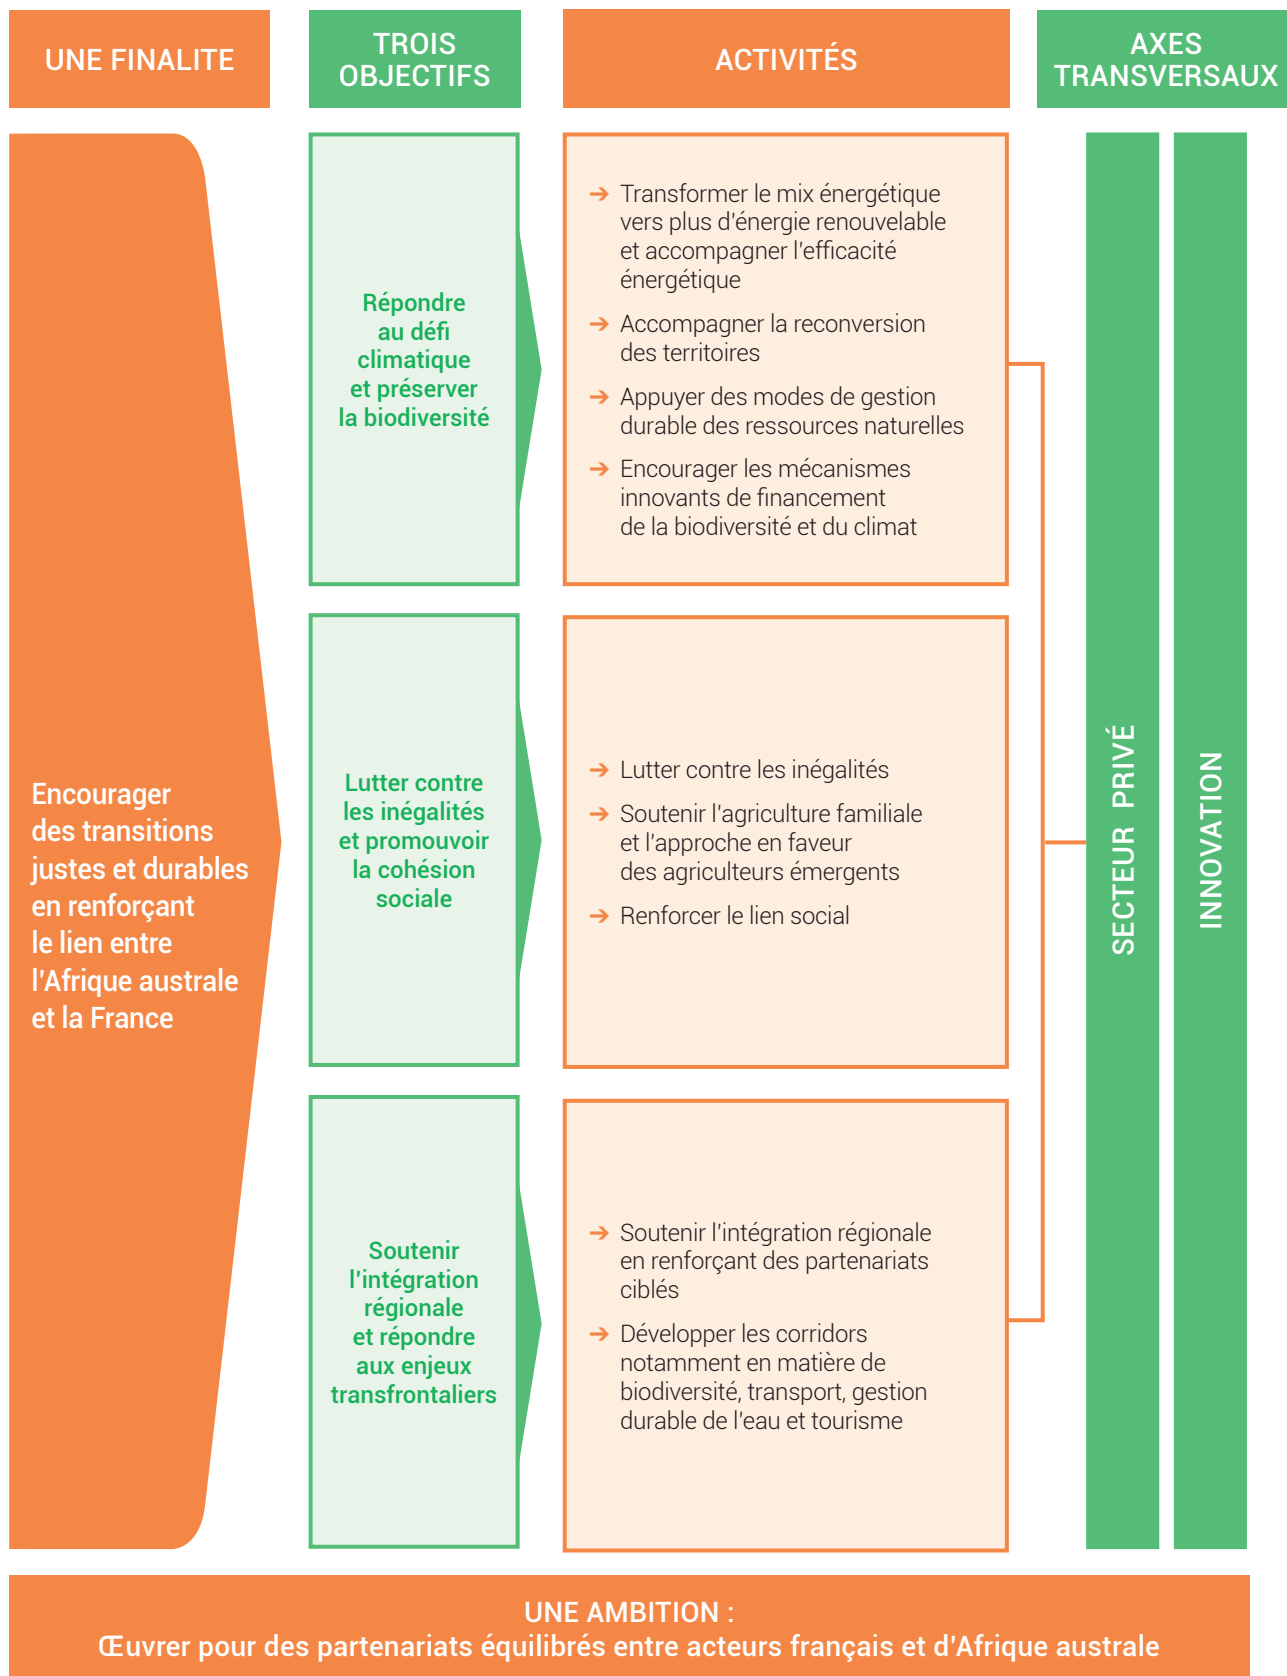 UNE FINALITE
TROIS
OBJECTIFS
ACTIVITÉS
AXES
TRANSVERSAUX
Encourager
des transitions
justes et durables
en renforçant
le lien entre
l'Afrique australe
et la France
Répondre
au défi
climatique
et préserver
la biodiversité
➔ Transformer le mix énergétique
vers plus d'énergie renouvelable
et accompagner l'efficacité
énergétique
➔ Accompagner la reconversion
des territoires
➔ Appuyer des modes de gestion
durable des ressources naturelles
➔ Encourager les mécanismes
innovants de financement
de la biodiversité et du climat
Lutter contre
les inégalités
et promouvoir
la cohésion
sociale
➔ Lutter contre les inégalités
➔ Soutenir l'agriculture familiale
et l'approche en faveur
des agriculteurs émergents
➔ Renforcer le lien social
Soutenir
l'intégration
régionale
et répondre
aux enjeux
transfrontaliers
➔ Soutenir l'intégration régionale
en renforçant des partenariats
ciblés
➔ Développer les corridors
notamment en matière de
biodiversité, transport, gestion
durable de l'eau et tourisme
SECTEUR PRIVÉ
INNOVATION
UNE AMBITION :
Œuvrer pour des partenariats équilibrés entre acteurs français et d'Afrique australe